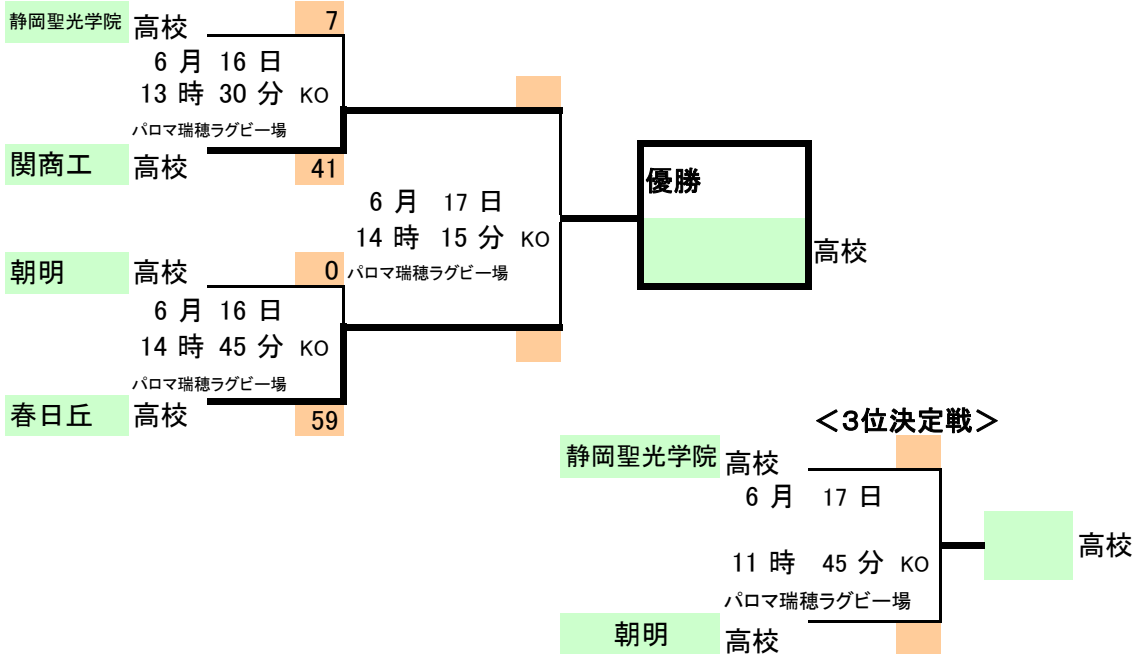 静岡聖光学院 高校 7
6 月 16 日
13 時 30 分 KO
パロマ瑞穂ラグビー場
関商工 高校 41
6 月 17 日
14 時 15 分 KO
パロマ瑞穂ラグビー場
優勝
高校
朝明 高校 0
6 月 16 日
14 時 45 分 KO
パロマ瑞穂ラグビー場
春日丘 高校 59
＜3位決定戦＞
静岡聖光学院 高校
6 月 17 日
11 時 45 分 KO
パロマ瑞穂ラグビー場
高校
朝明 高校